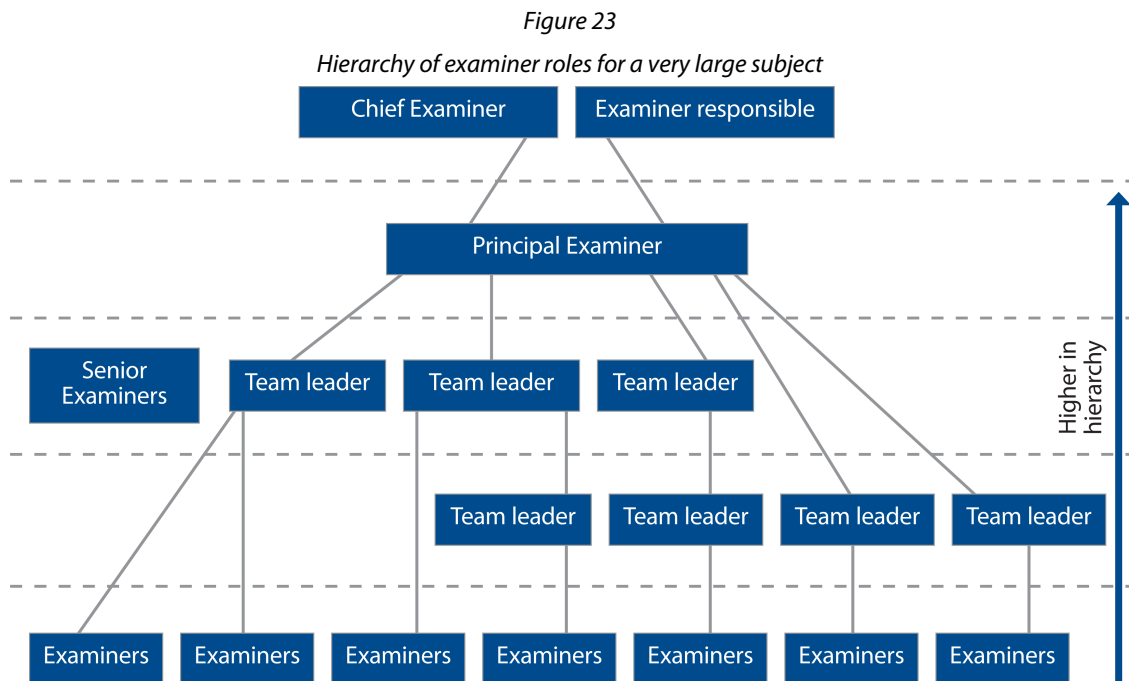 Figure 23
Hierarchy of examiner roles for a very large subject
Chief Examiner
Examiner responsible
Principal Examiner
Senior
Examiners
Team leader
Team leader
Team leader
Higher in
hierarchy
Team leader
Team leader
Team leader
Team leader
Examiners
Examiners
Examiners
Examiners
Examiners
Examiners
Examiners